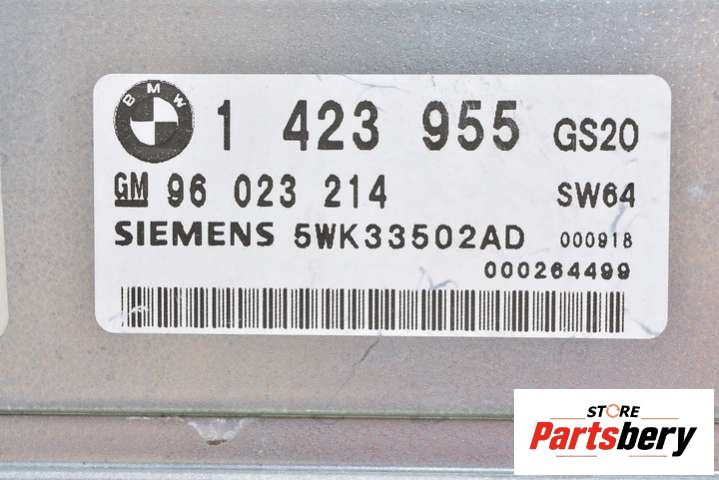 BMW 1 423 955 GS20
GM 96 023 214 SW64
SIEMENS 5WK33502AD 000918
000264499
STORE
Partsbery